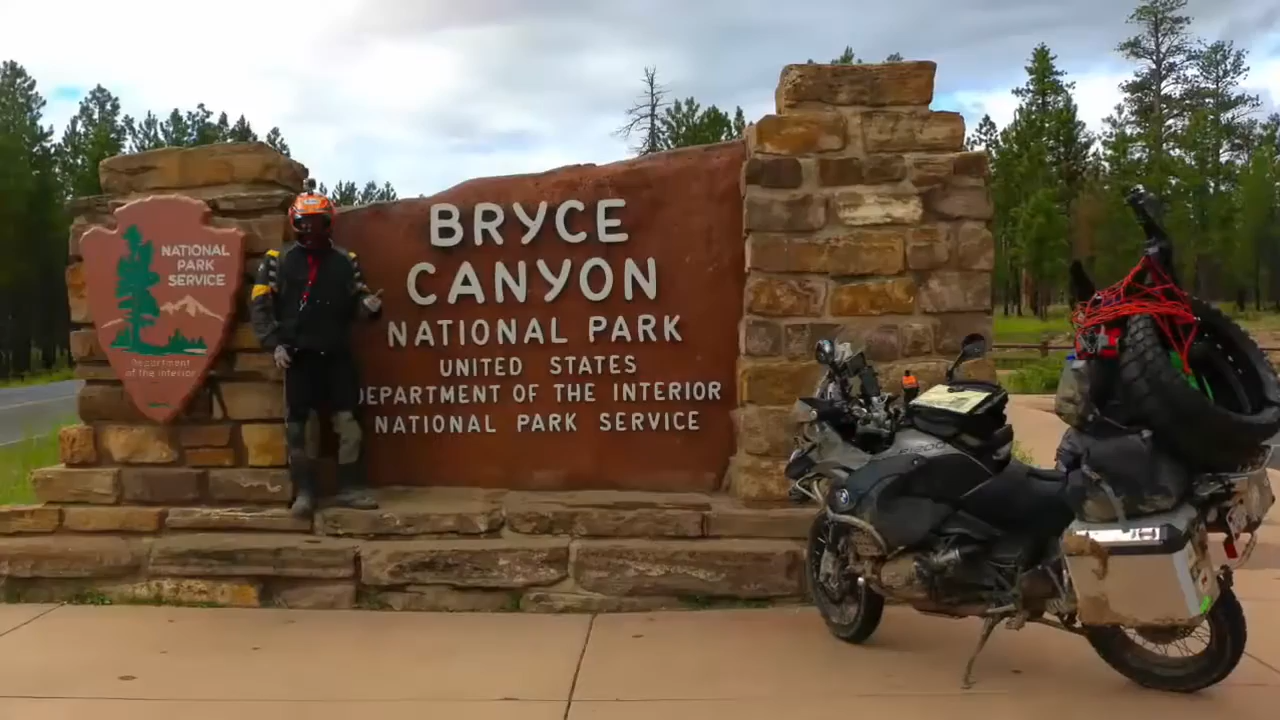 NATIONAL
PARK
SERVICE
Department
of the Interior
BRYCE
CANYON
NATIONAL PARK
UNITED STATES
DEPARTMENT OF THE INTERIOR
NATIONAL PARK SERVICE